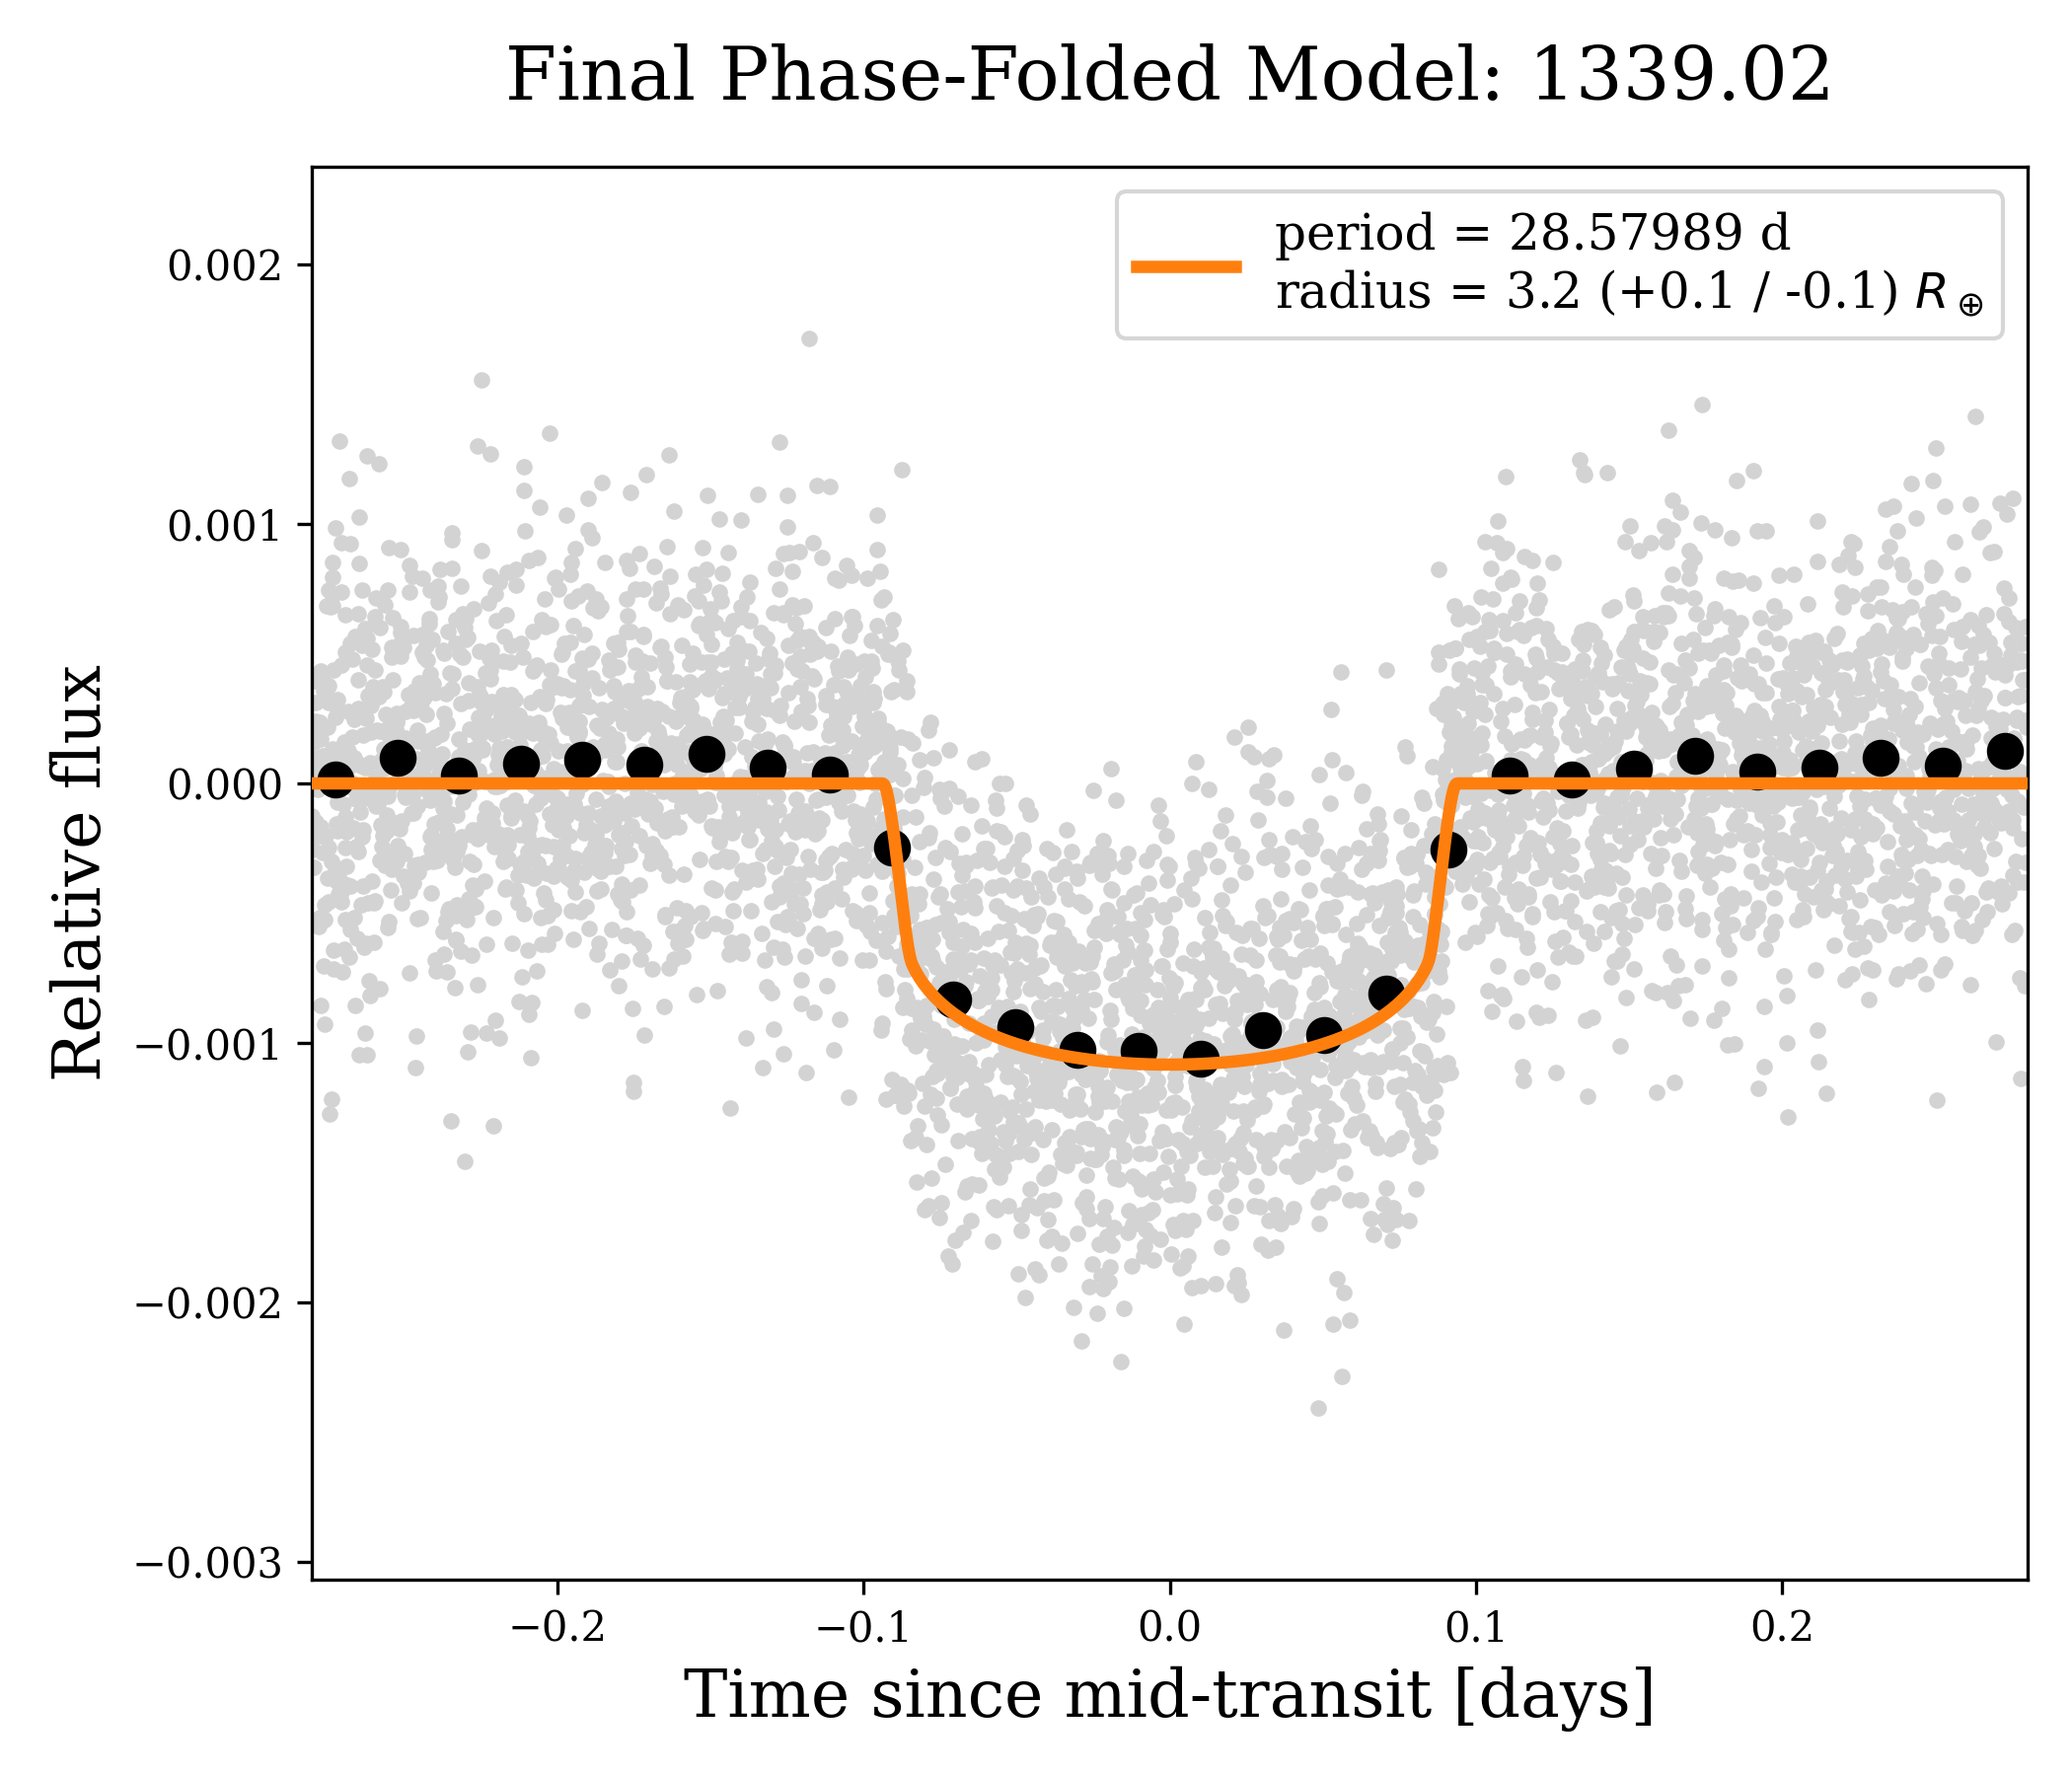 Final Phase-Folded Model: 1339.02
period = 28.57989 d
radius = 3.2 (+0.1 / -0.1) R⊕
0.002
0.001
0.000
−0.001
−0.002
−0.003
Relative flux
−0.2
−0.1
0.0
0.1
0.2
Time since mid-transit [days]